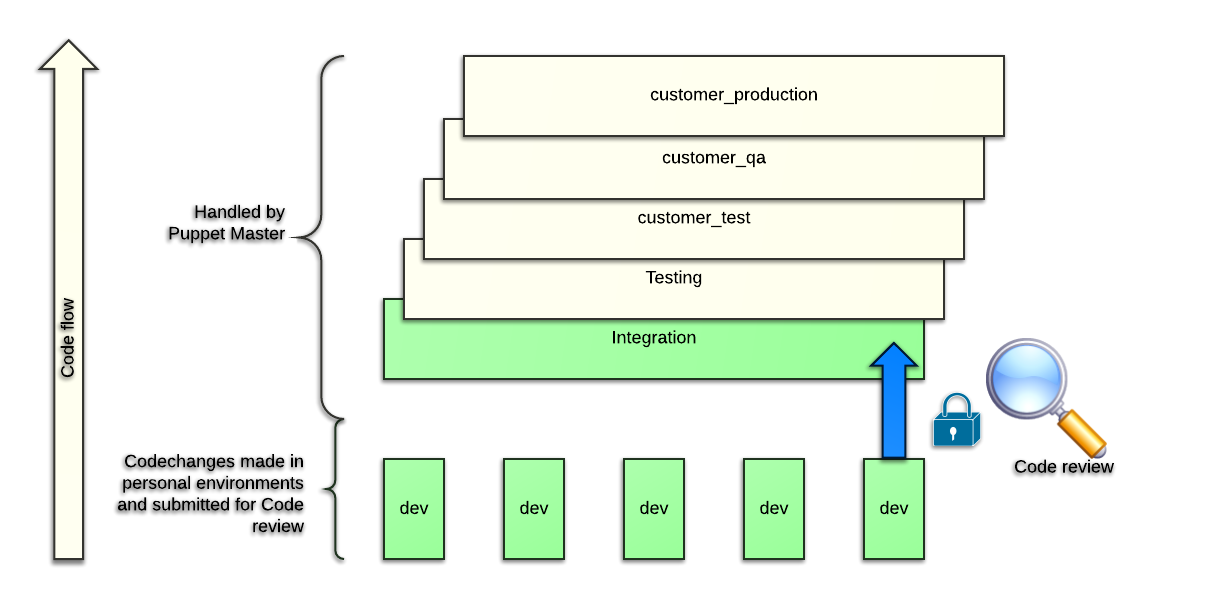 customer_production
customer_qa
customer_test
Testing
Integration
Handled by
Puppet Master
Code flow
Codechanges made in
personal environments
and submitted for Code
review
dev
dev
dev
dev
dev
Code review